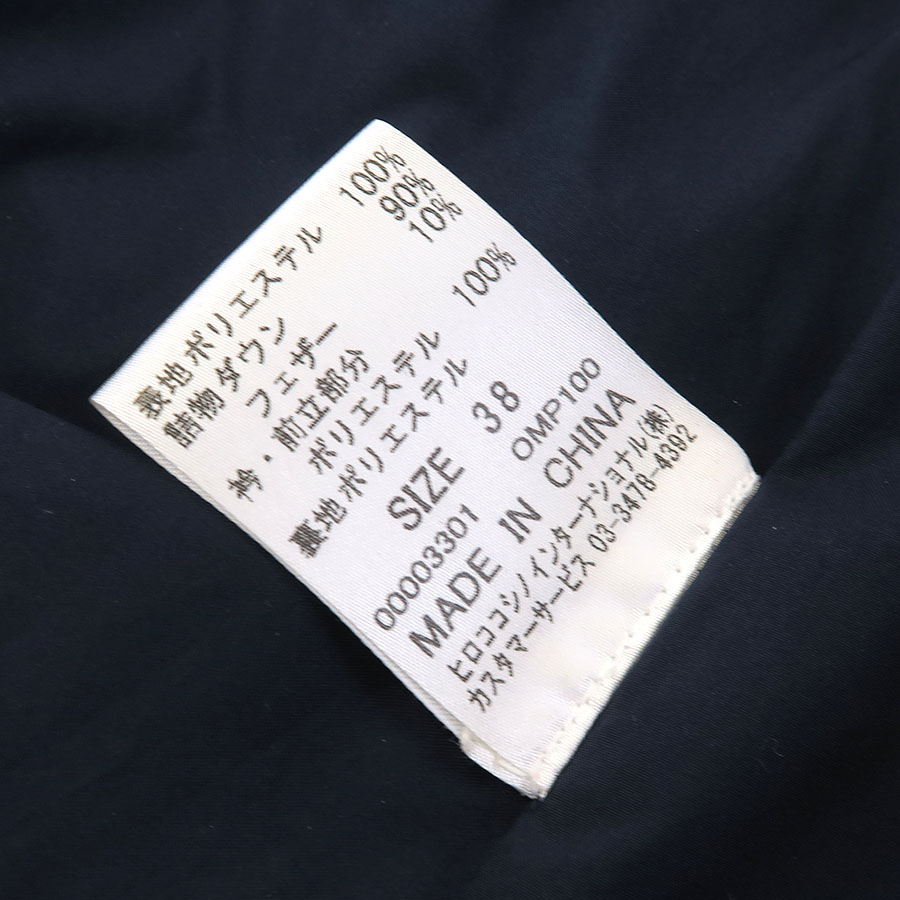 裏地ポリエステル 100%
詰物ダウン 90%
フェザー 10%
衿・前立部分
ポリエステル 100%
裏地ポリエステル
SIZE 38
00003301 OMP100
MADE IN CHINA
ヒロココシノインターナショナル(株)
カスタマーサービス 03-3478-4392